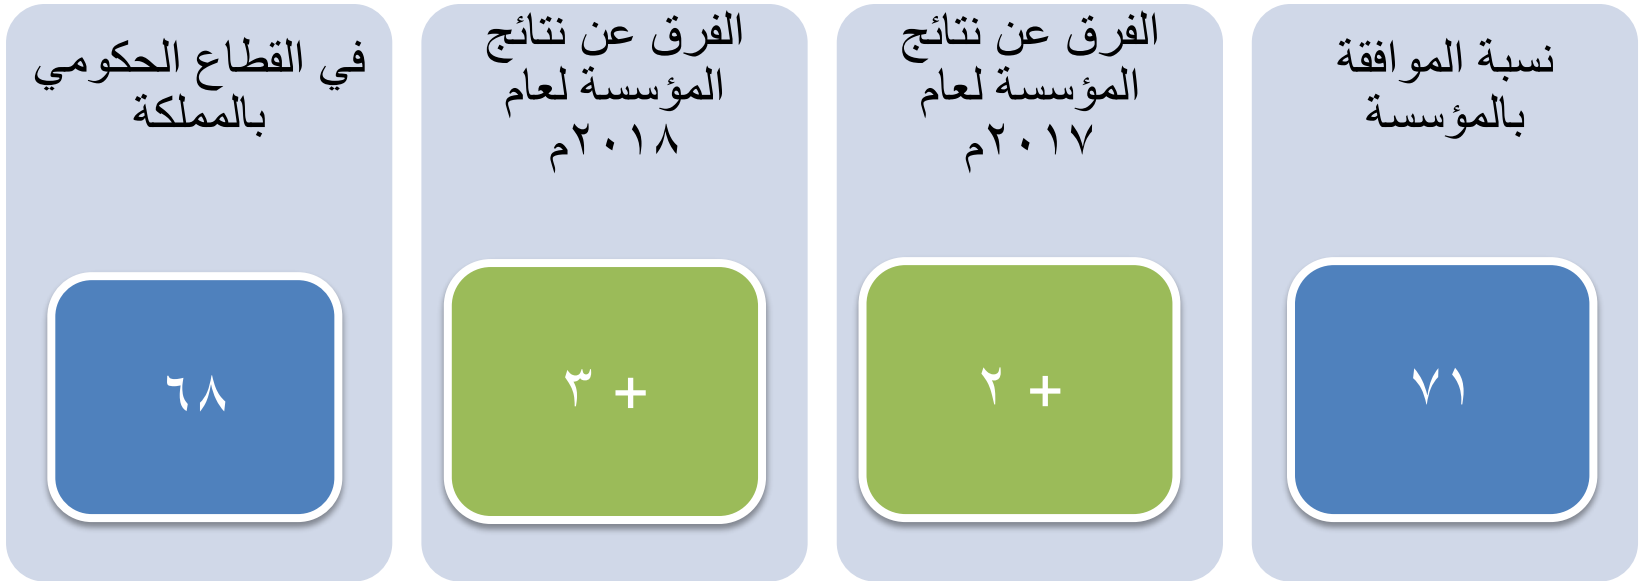 نسبة الموافقة
بالمؤسسة
٧١
الفرق عن نتائج
المؤسسة لعام
٢٠١٧م
+ ٢
الفرق عن نتائج
المؤسسة لعام
٢٠١٨م
+ ٣
في القطاع الحكومي
بالمملكة
٦٨